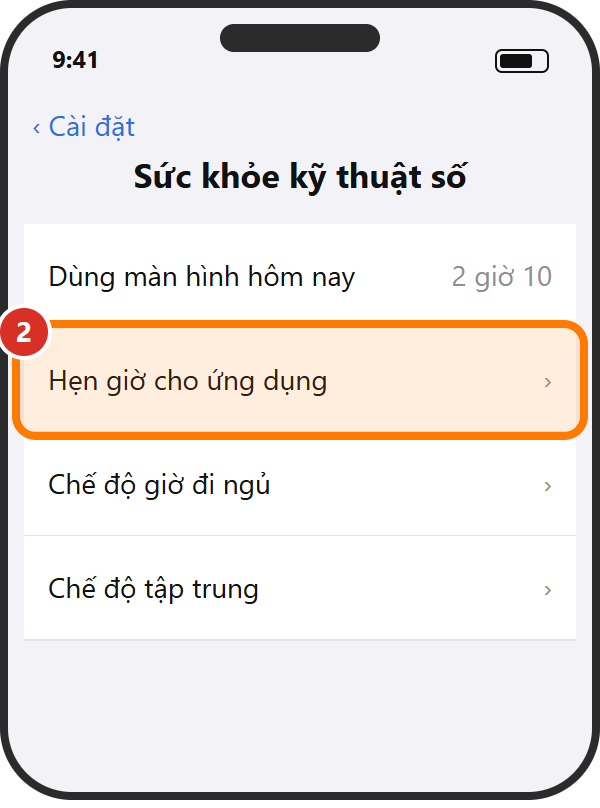 9:41
‹ Cài đặt
Sức khỏe kỹ thuật số
Dùng màn hình hôm nay 2 giờ 10
2
Hẹn giờ cho ứng dụng ›
Chế độ giờ đi ngủ ›
Chế độ tập trung ›